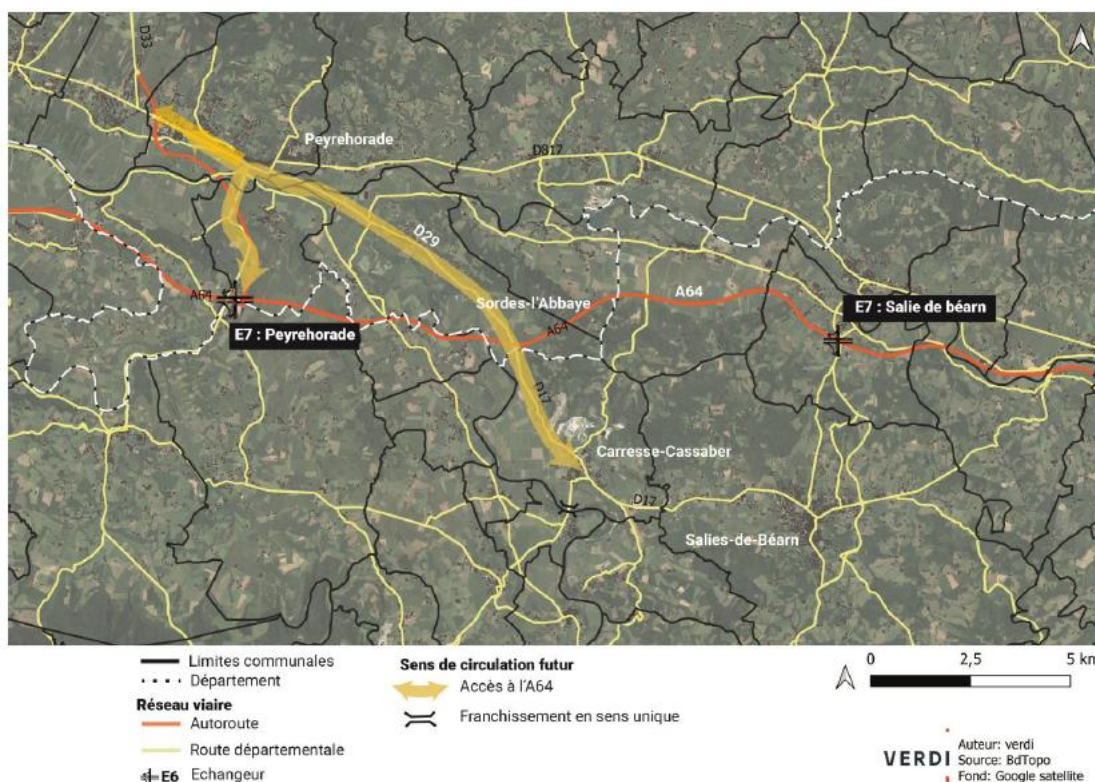 D33
Peyrehorade
D817
D29
Sordes-l'Abbaye
A64
E7 : Salie de béarn
A64
E7 : Peyrehorade
A64
D17
Carresse-Cassaber
D17
Salies-de-Béarn
Limites communales
Département
Réseau viaire
Autoroute
Route départementale
E6 Echangeur
Sens de circulation futur
Accès à l'A64
Franchissement en sens unique
0 2,5 5 km
VERDI
Auteur: verdi
Source: BdTopo
Fond: Google satellite